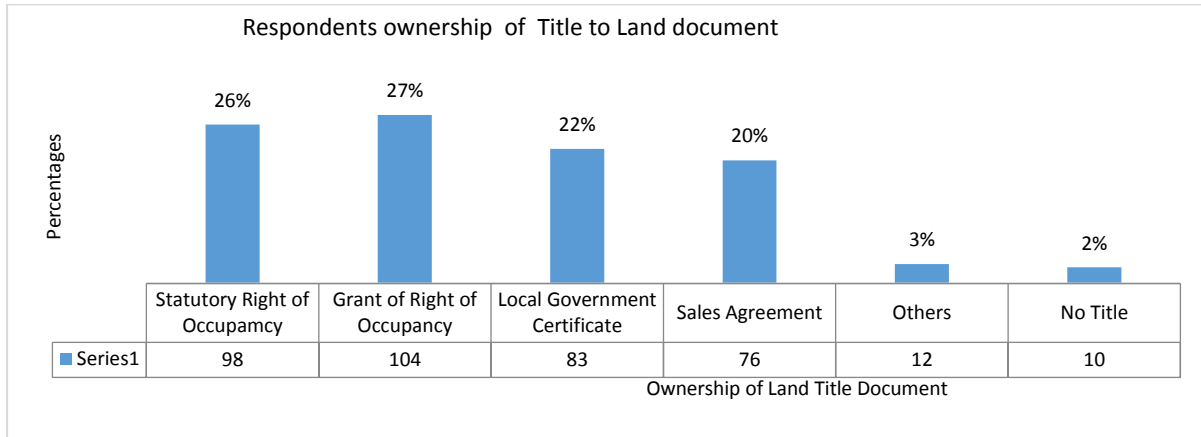 Respondents ownership of Title to Land document
Percentages
26%
27%
22%
20%
3%
2%
Statutory Right of
Occupamcy
Grant of Right of
Occupancy
Local Government
Certificate
Sales Agreement
Others
No Title
Series1 98 104 83 76 12 10
Ownership of Land Title Document